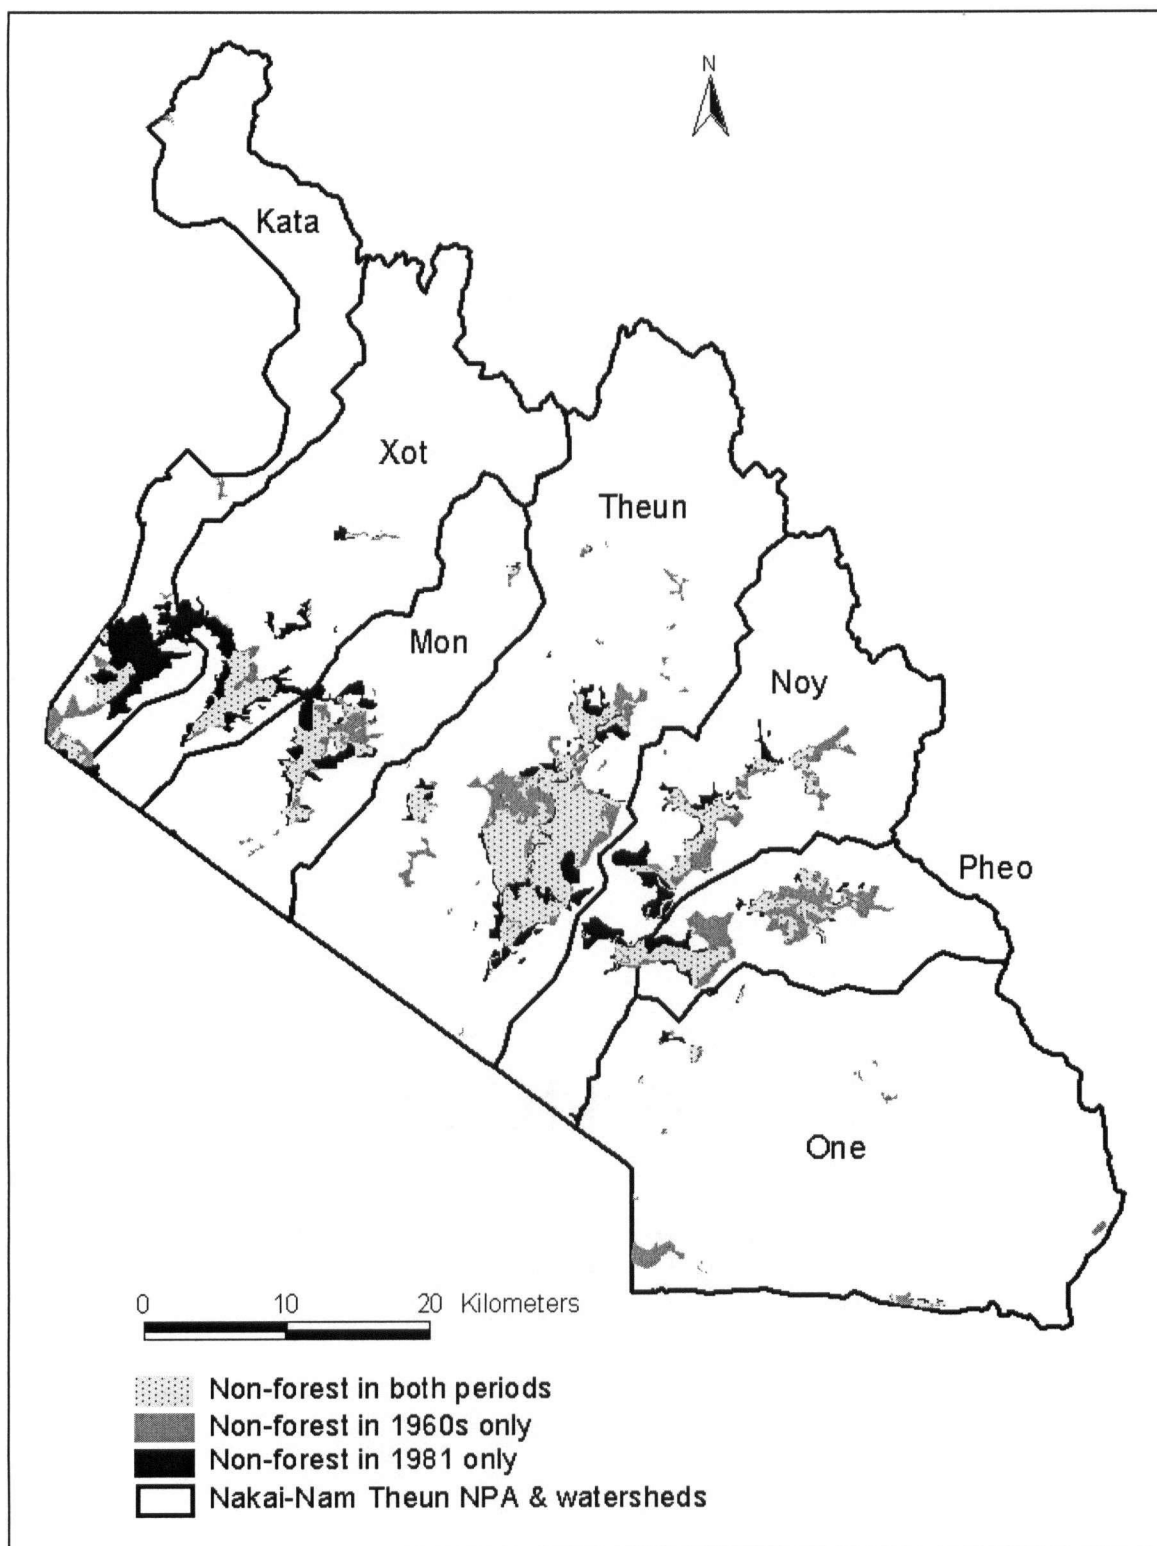 N
Kata
Xot
Theun
Mon
Noy
Pheo
One
0 10 20 Kilometers
Non-forest in both periods
Non-forest in 1960s only
Non-forest in 1981 only
Nakai-Nam Theun NPA & watersheds